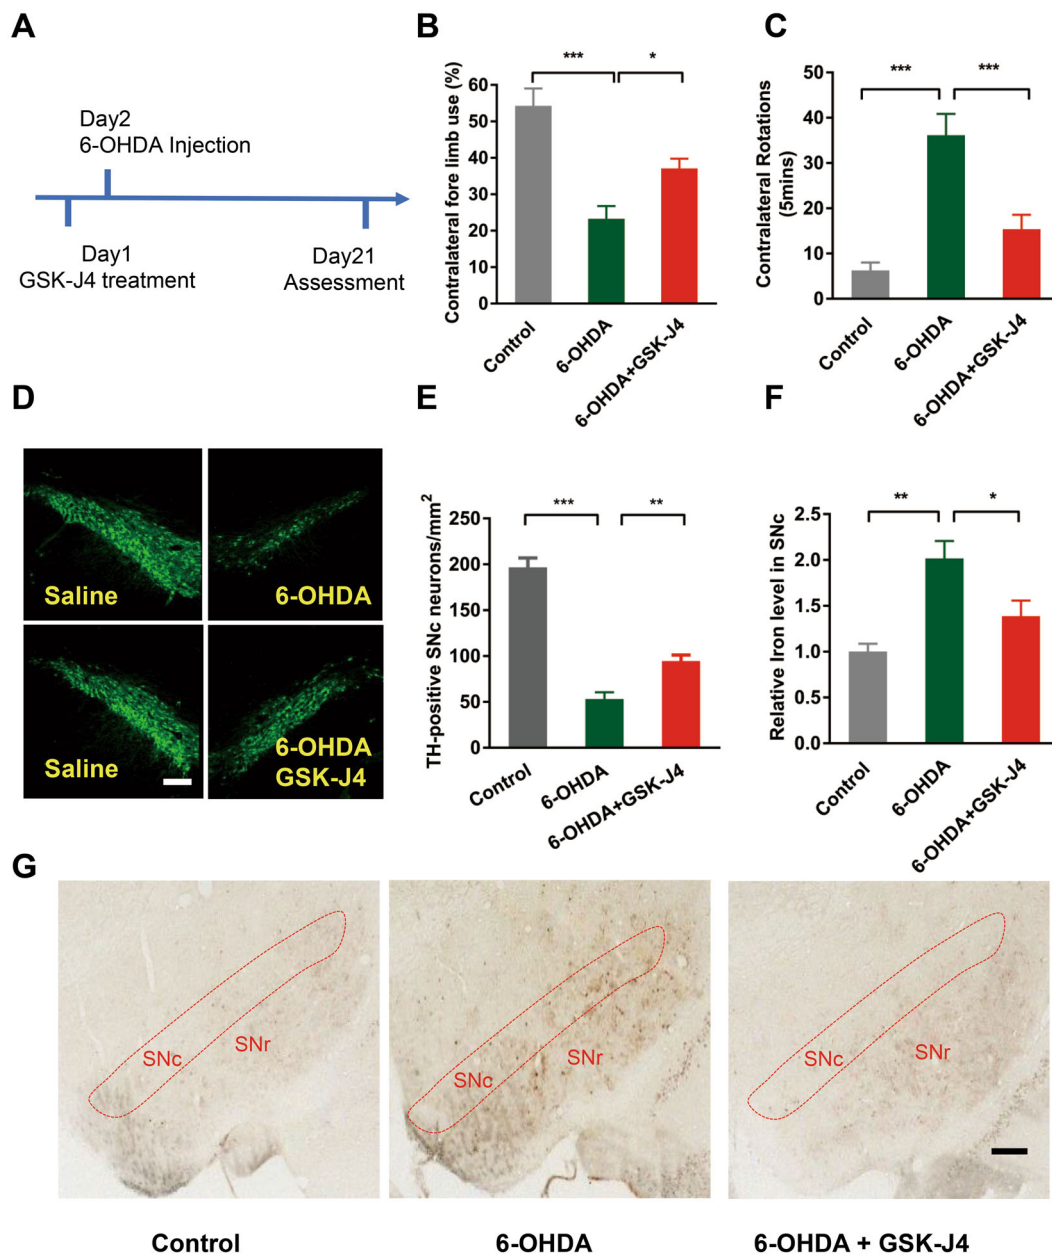 A
Day2
6-OHDA Injection
Day1
GSK-J4 treatment
Day21
Assessment
B
Contralateral fore limb use (%)
60
50
40
30
20
10
0
***
*
Control
6-OHDA
6-OHDA+GSK-J4
C
Contralateral Rotations
(5mins)
50
40
30
20
10
0
***
***
Control
6-OHDA
6-OHDA+GSK-J4
D
Saline
6-OHDA
Saline
6-OHDA
GSK-J4
E
TH-positive SNc neurons/mm²
250
200
150
100
50
0
***
**
Control
6-OHDA
6-OHDA+GSK-J4
F
Relative Iron level in SNc
2.5
2.0
1.5
1.0
0.5
0.0
**
*
Control
6-OHDA
6-OHDA+GSK-J4
G
SNc
SNr
SNc
SNr
SNc
SNr
Control
6-OHDA
6-OHDA + GSK-J4